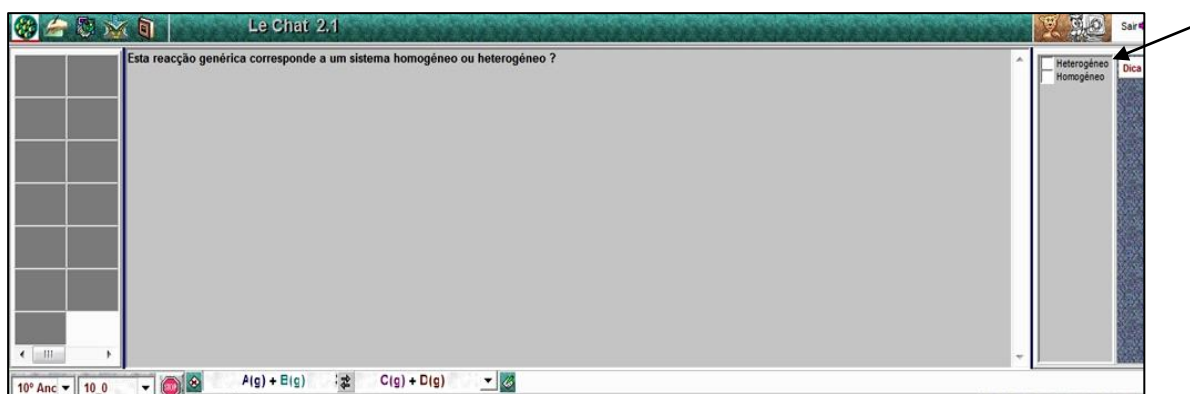 Le Chat 2.1
Sair
Esta reacção genérica corresponde a um sistema homogéneo ou heterogéneo ?
Heterogéneo
Homogéneo
Dica
10º Anc
10_0
STOP
A(g) + B(g) ⇄ C(g) + D(g)